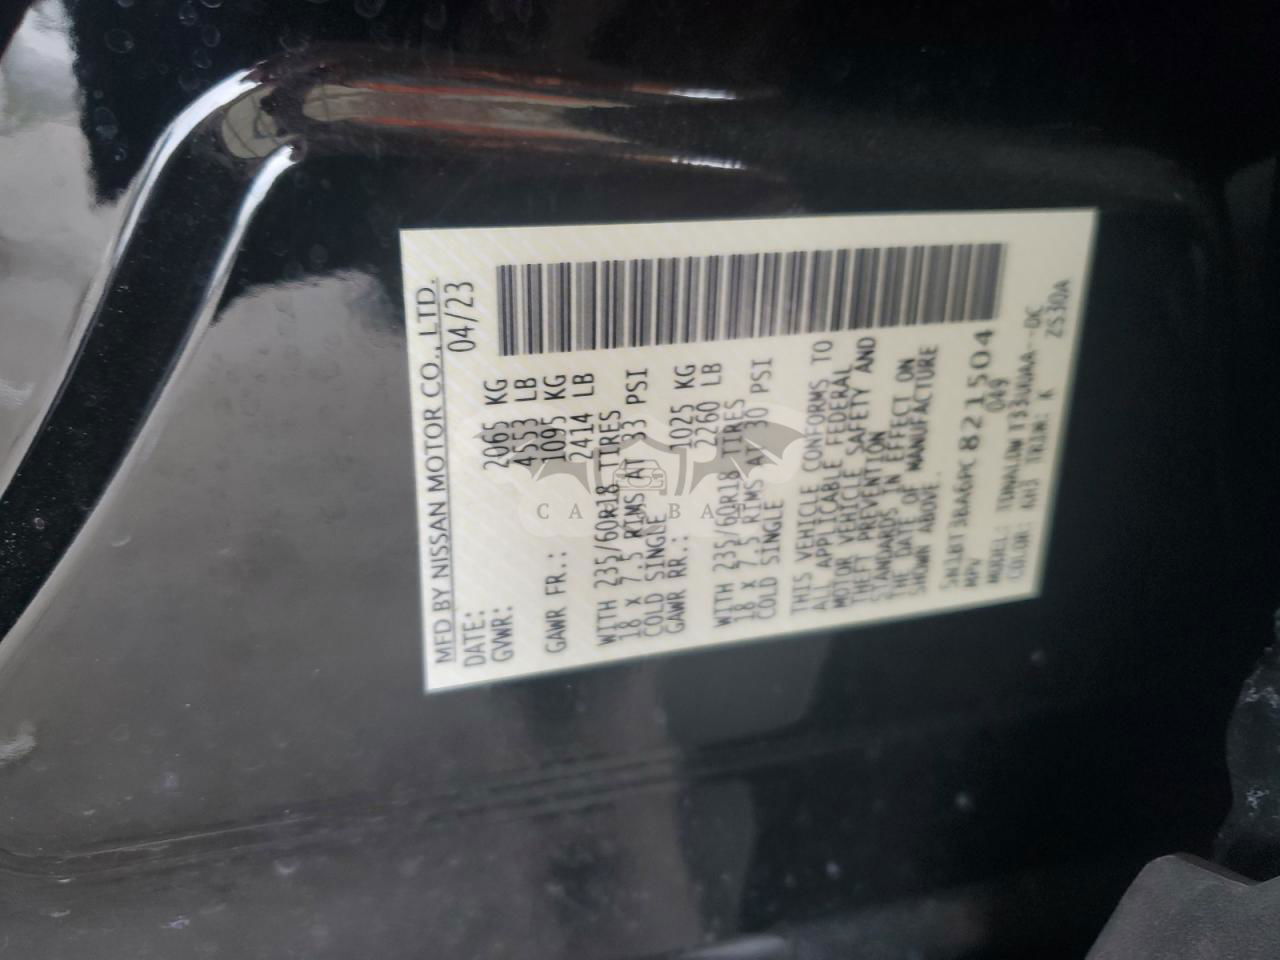 MFD BY NISSAN MOTOR CO., LTD.
DATE: 04/23
GVWR: 2065 KG
4553 LB
GAWR FR.: 1095 KG
2414 LB
WITH 235/60R18 TIRES
18 X 7.5 RIMS AT 33 PSI
COLD SINGLE
GAWR RR.: 1025 KG
2260 LB
WITH 235/60R18 TIRES
18 X 7.5 RIMS AT 30 PSI
COLD SINGLE
THIS VEHICLE CONFORMS TO
ALL APPLICABLE FEDERAL
MOTOR VEHICLE SAFETY AND
THEFT PREVENTION
STANDARDS IN EFFECT ON
THE DATE OF MANUFACTURE
SHOWN ABOVE.
5N1BT3BA6PC821504
MPV 049
MODEL:
COLOR: TRIM: K ZS30A